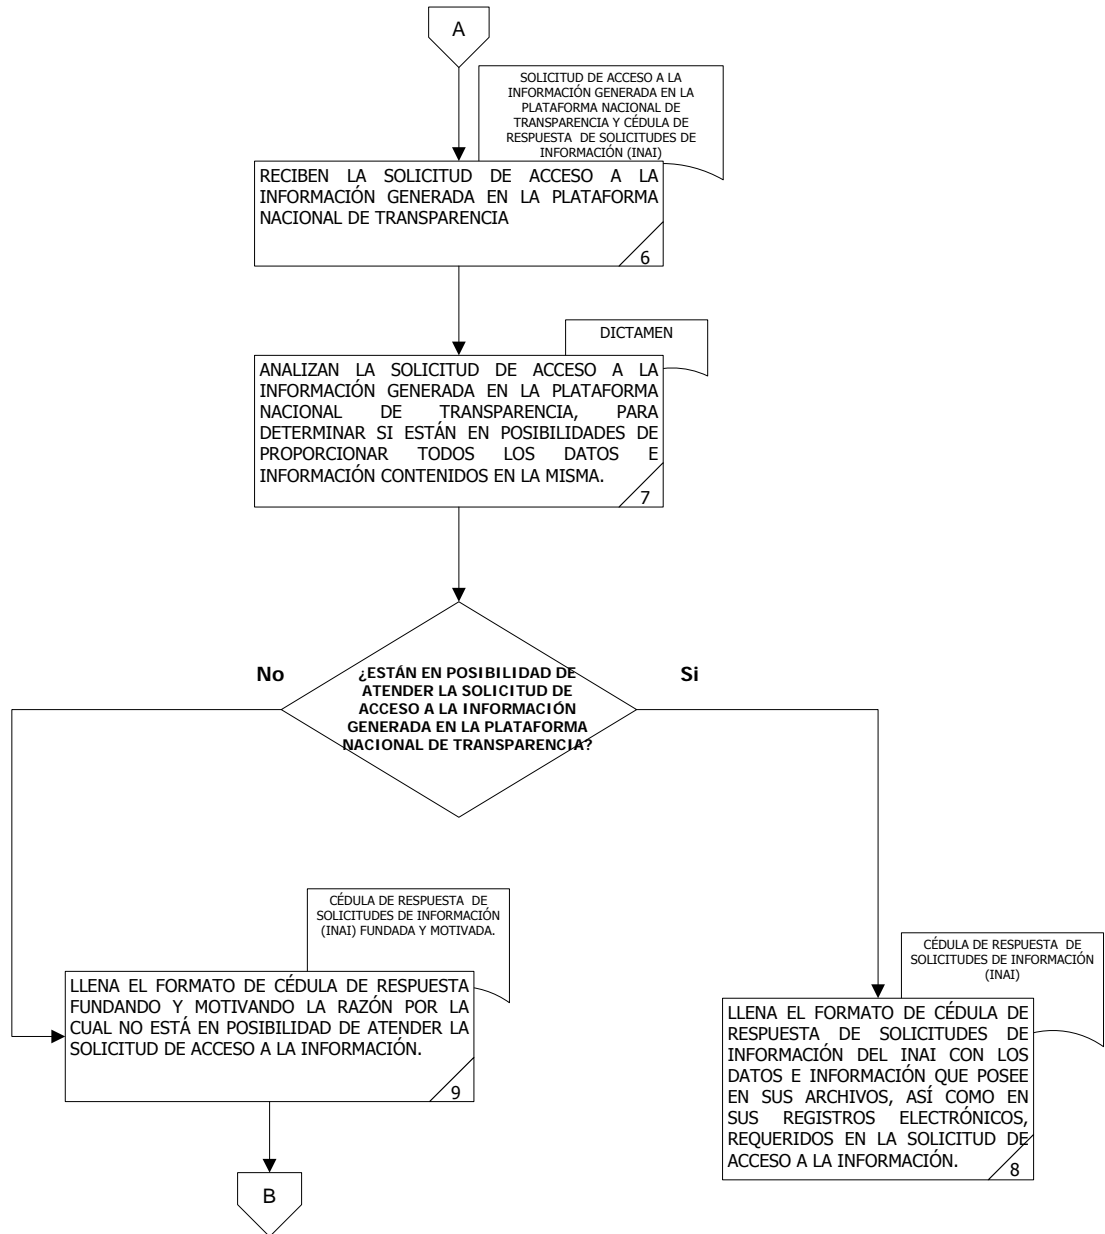 A
SOLICITUD DE ACCESO A LA
INFORMACIÓN GENERADA EN LA
PLATAFORMA NACIONAL DE
TRANSPARENCIA Y CÉDULA DE
RESPUESTA DE SOLICITUDES DE
INFORMACIÓN (INAI)
RECIBEN LA SOLICITUD DE ACCESO A LA
INFORMACIÓN GENERADA EN LA PLATAFORMA
NACIONAL DE TRANSPARENCIA
6
DICTAMEN
ANALIZAN LA SOLICITUD DE ACCESO A LA
INFORMACIÓN GENERADA EN LA PLATAFORMA
NACIONAL DE TRANSPARENCIA, PARA
DETERMINAR SI ESTÁN EN POSIBILIDADES DE
PROPORCIONAR TODOS LOS DATOS E
INFORMACIÓN CONTENIDOS EN LA MISMA.
7
No
¿ESTÁN EN POSIBILIDAD DE
ATENDER LA SOLICITUD DE
ACCESO A LA INFORMACIÓN
GENERADA EN LA PLATAFORMA
NACIONAL DE TRANSPARENCIA?
Si
CÉDULA DE RESPUESTA DE
SOLICITUDES DE INFORMACIÓN
(INAI) FUNDADA Y MOTIVADA.
LLENA EL FORMATO DE CÉDULA DE RESPUESTA
FUNDANDO Y MOTIVANDO LA RAZÓN POR LA
CUAL NO ESTÁ EN POSIBILIDAD DE ATENDER LA
SOLICITUD DE ACCESO A LA INFORMACIÓN.
9
CÉDULA DE RESPUESTA DE
SOLICITUDES DE INFORMACIÓN
(INAI)
LLENA EL FORMATO DE CÉDULA DE
RESPUESTA DE SOLICITUDES DE
INFORMACIÓN DEL INAI CON LOS
DATOS E INFORMACIÓN QUE POSEE
EN SUS ARCHIVOS, ASÍ COMO EN
SUS REGISTROS ELECTRÓNICOS,
REQUERIDOS EN LA SOLICITUD DE
ACCESO A LA INFORMACIÓN.
8
B